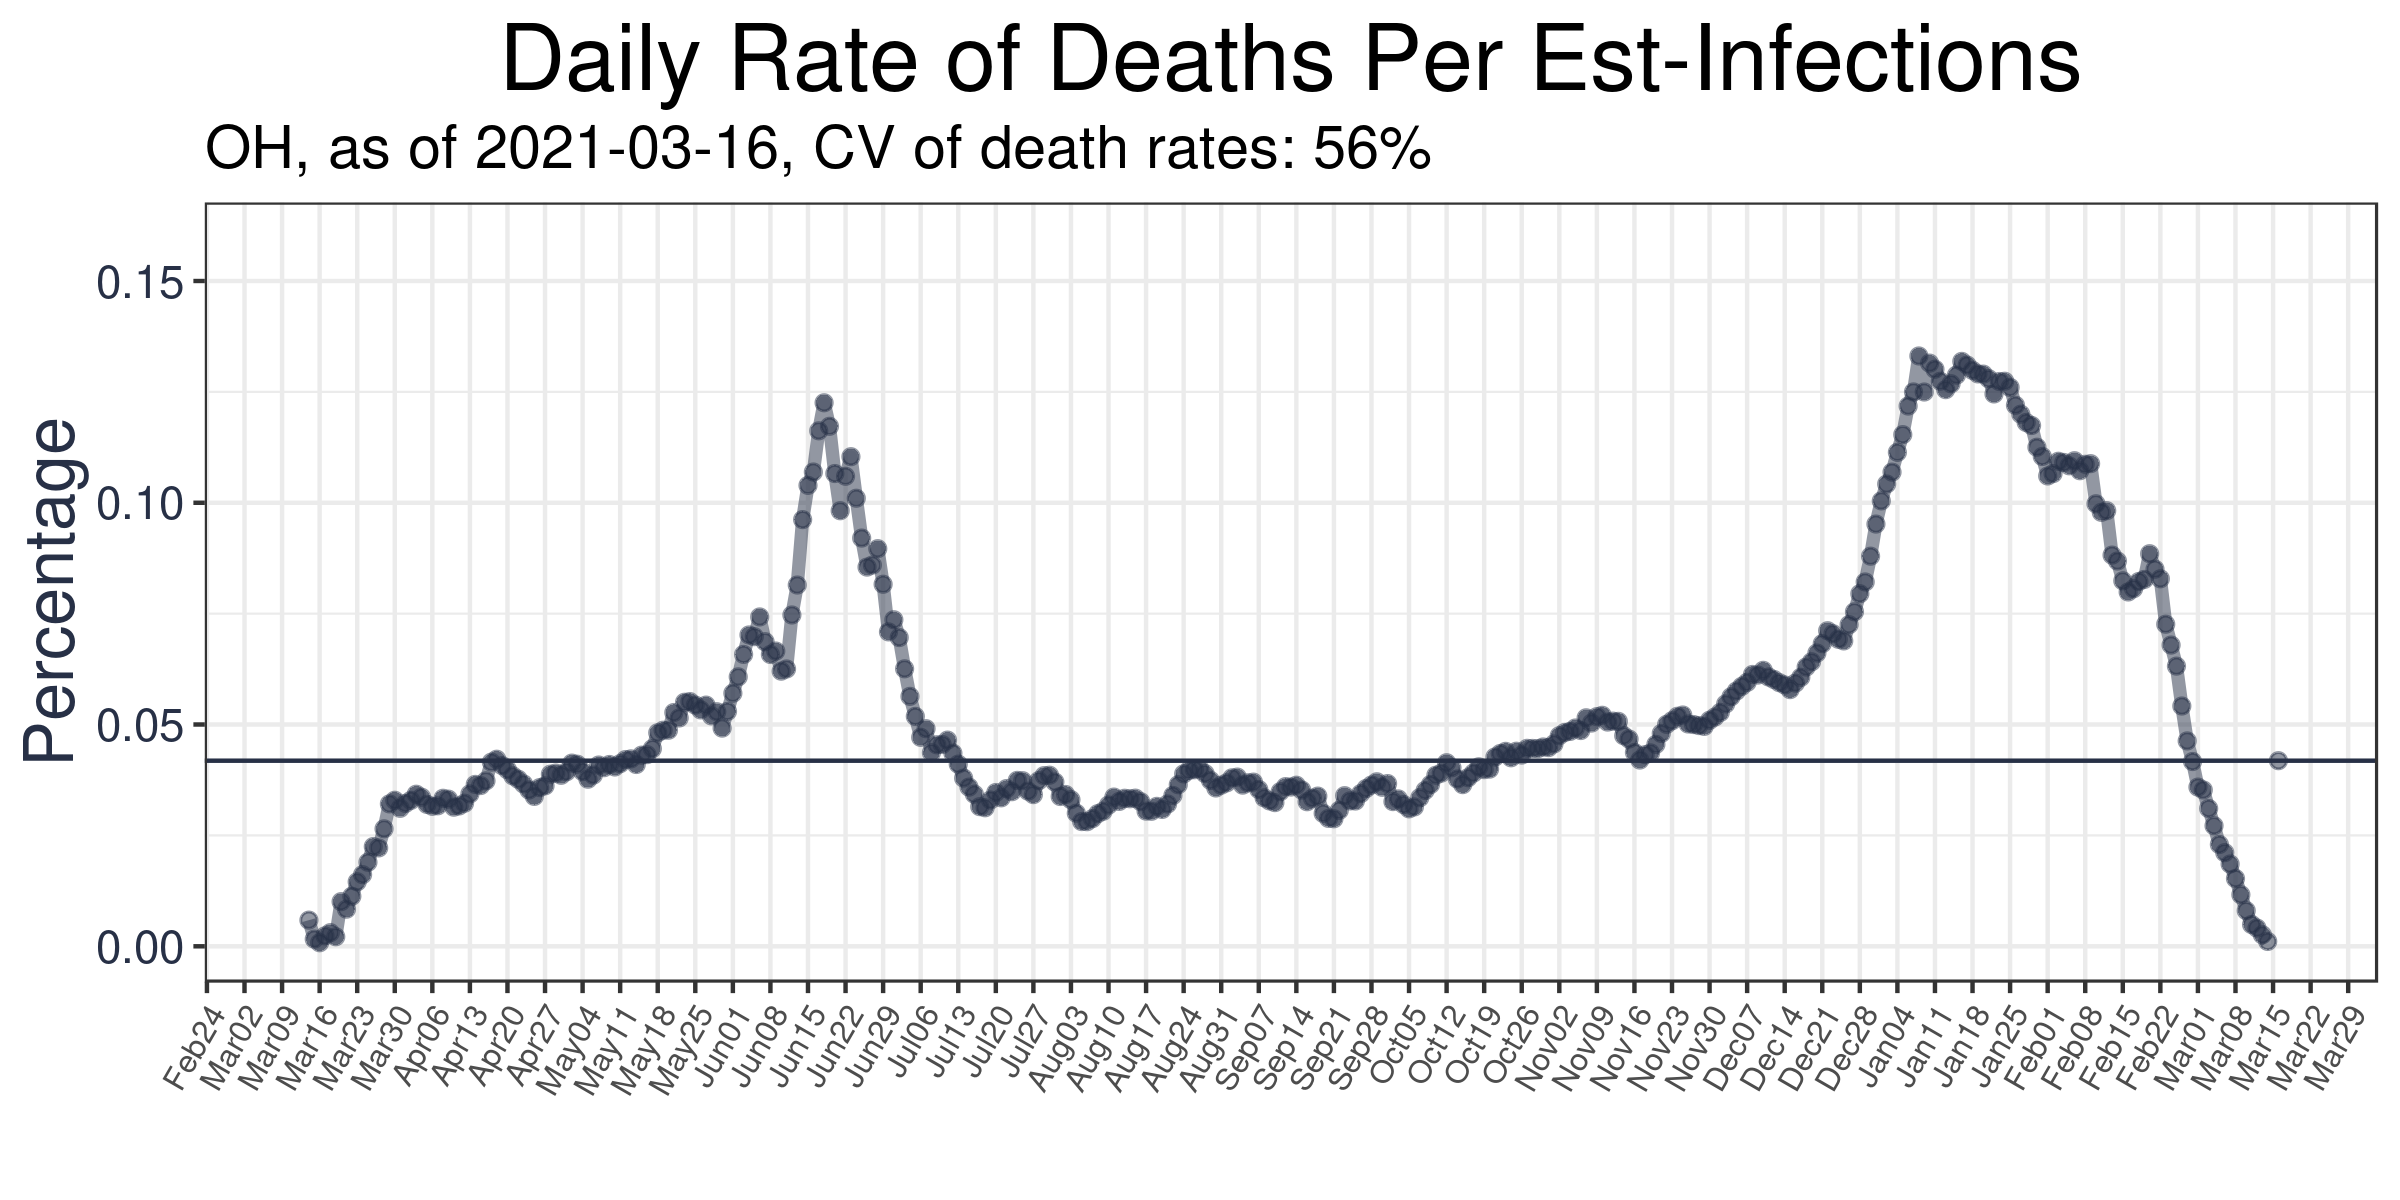 Daily Rate of Deaths Per Est-Infections
OH, as of 2021-03-16, CV of death rates: 56%
Percentage
0.15
0.10
0.05
0.00
Feb24
Mar02
Mar09
Mar16
Mar23
Mar30
Apr06
Apr13
Apr20
Apr27
May04
May11
May18
May25
Jun01
Jun08
Jun15
Jun22
Jun29
Jul06
Jul13
Jul20
Jul27
Aug03
Aug10
Aug17
Aug24
Aug31
Sep07
Sep14
Sep21
Sep28
Oct05
Oct12
Oct19
Oct26
Nov02
Nov09
Nov16
Nov23
Nov30
Dec07
Dec14
Dec21
Dec28
Jan04
Jan11
Jan18
Jan25
Feb01
Feb08
Feb15
Feb22
Mar01
Mar08
Mar15
Mar22
Mar29